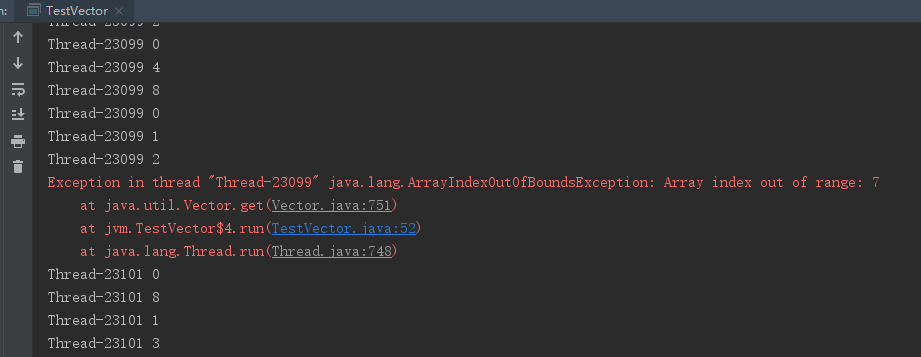 n: TestVector ×
Thread-23099 2
Thread-23099 0
Thread-23099 4
Thread-23099 8
Thread-23099 0
Thread-23099 1
Thread-23099 2
Exception in thread "Thread-23099" java.lang.ArrayIndexOutOfBoundsException: Array index out of range: 7
at java.util.Vector.get(Vector.java:751)
at jvm.TestVector$4.run(TestVector.java:52)
at java.lang.Thread.run(Thread.java:748)
Thread-23101 0
Thread-23101 8
Thread-23101 1
Thread-23101 3